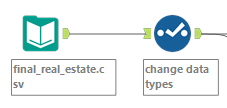 final_real_estate.c
sv
change data
types